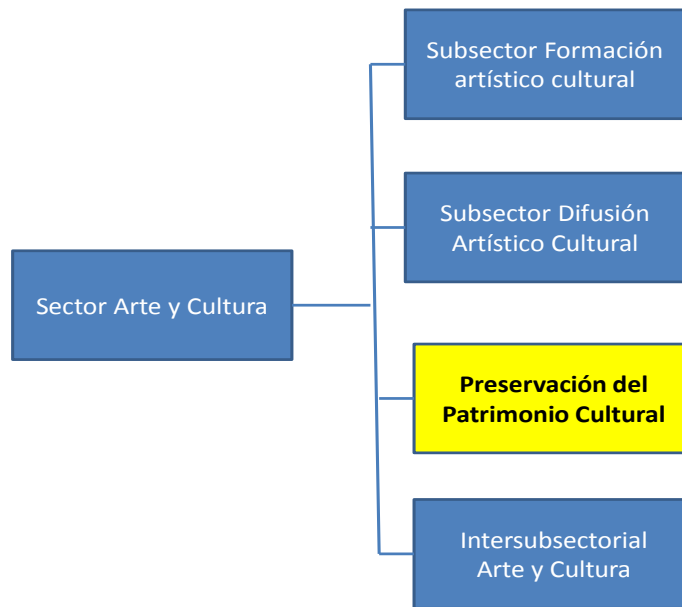 Subsector Formación
artístico cultural
Subsector Difusión
Artístico Cultural
Sector Arte y Cultura
Preservación del
Patrimonio Cultural
Intersubsectorial
Arte y Cultura